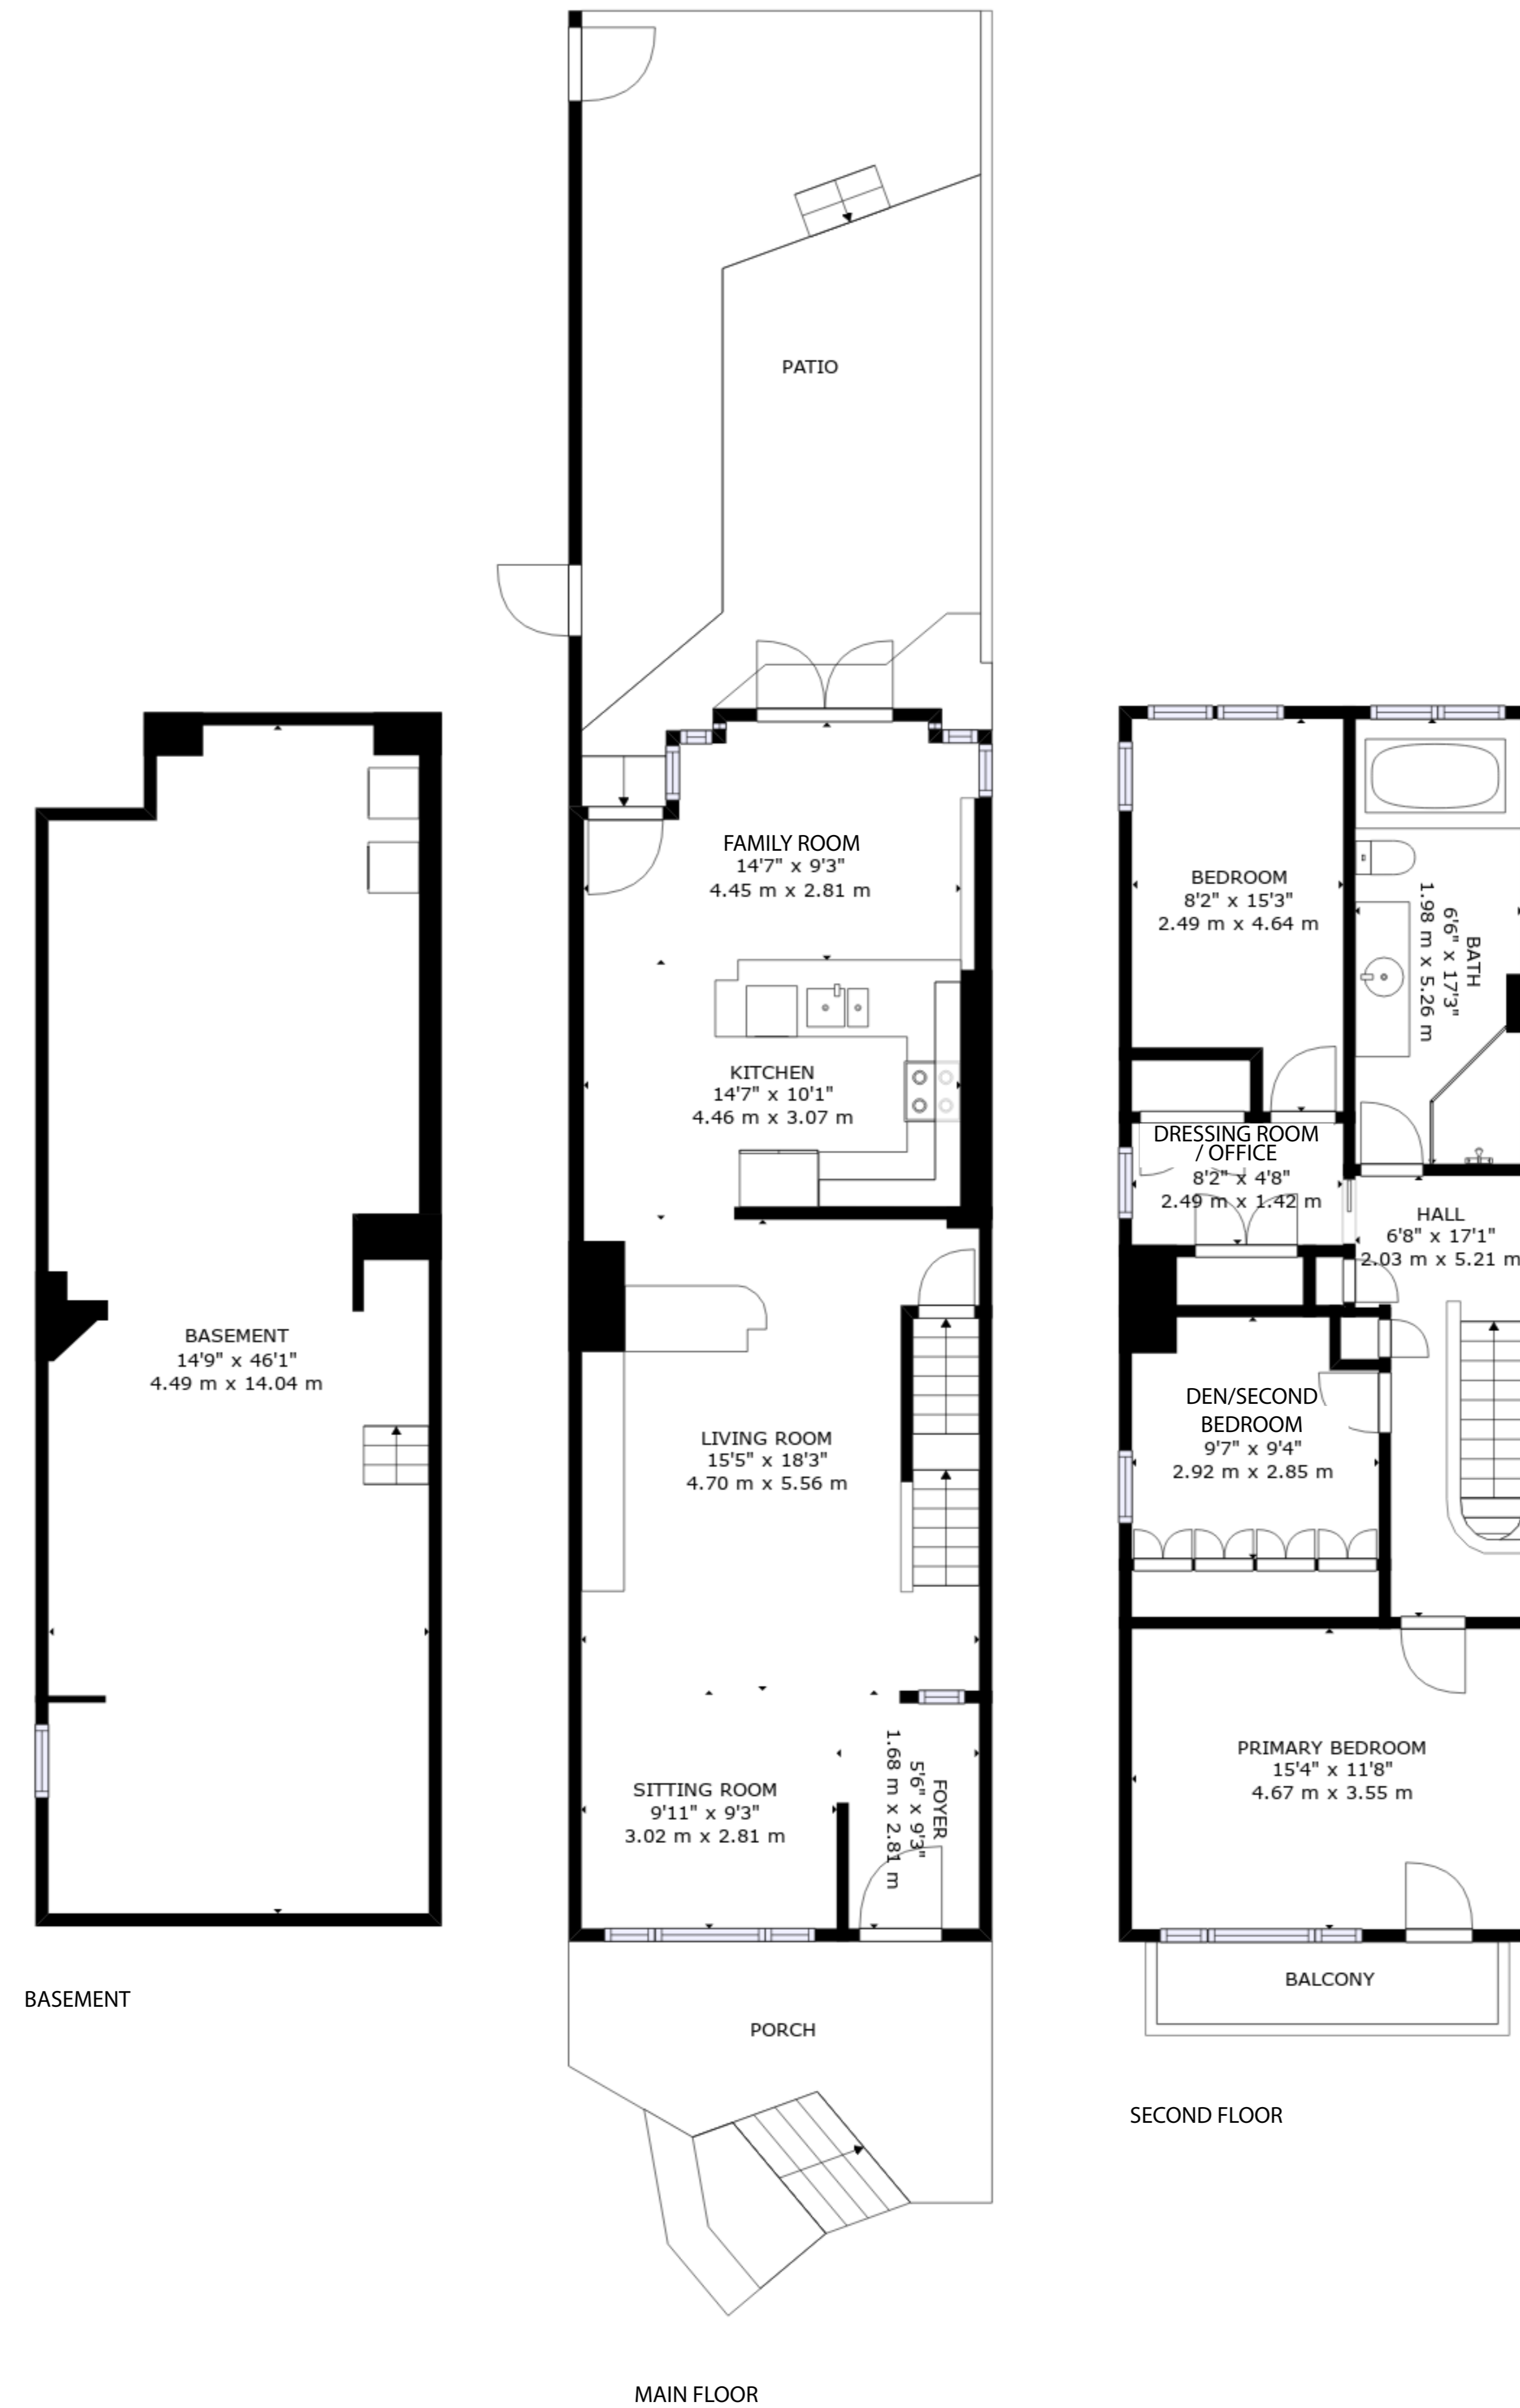 PATIO
FAMILY ROOM
14'7" x 9'3"
4.45 m x 2.81 m
KITCHEN
14'7" x 10'1"
4.46 m x 3.07 m
LIVING ROOM
15'5" x 18'3"
4.70 m x 5.56 m
SITTING ROOM
9'11" x 9'3"
3.02 m x 2.81 m
FOYER
5'6" x 9'3"
1.68 m x 2.81 m
PORCH
MAIN FLOOR
BASEMENT
14'9" x 46'1"
4.49 m x 14.04 m
BASEMENT
BEDROOM
8'2" x 15'3"
2.49 m x 4.64 m
BATH
6'6" x 17'3"
1.98 m x 5.26 m
DRESSING ROOM
/ OFFICE
8'2" x 4'8"
2.49 m x 1.42 m
HALL
6'8" x 17'1"
2.03 m x 5.21 m
DEN/SECOND
BEDROOM
9'7" x 9'4"
2.92 m x 2.85 m
PRIMARY BEDROOM
15'4" x 11'8"
4.67 m x 3.55 m
BALCONY
SECOND FLOOR